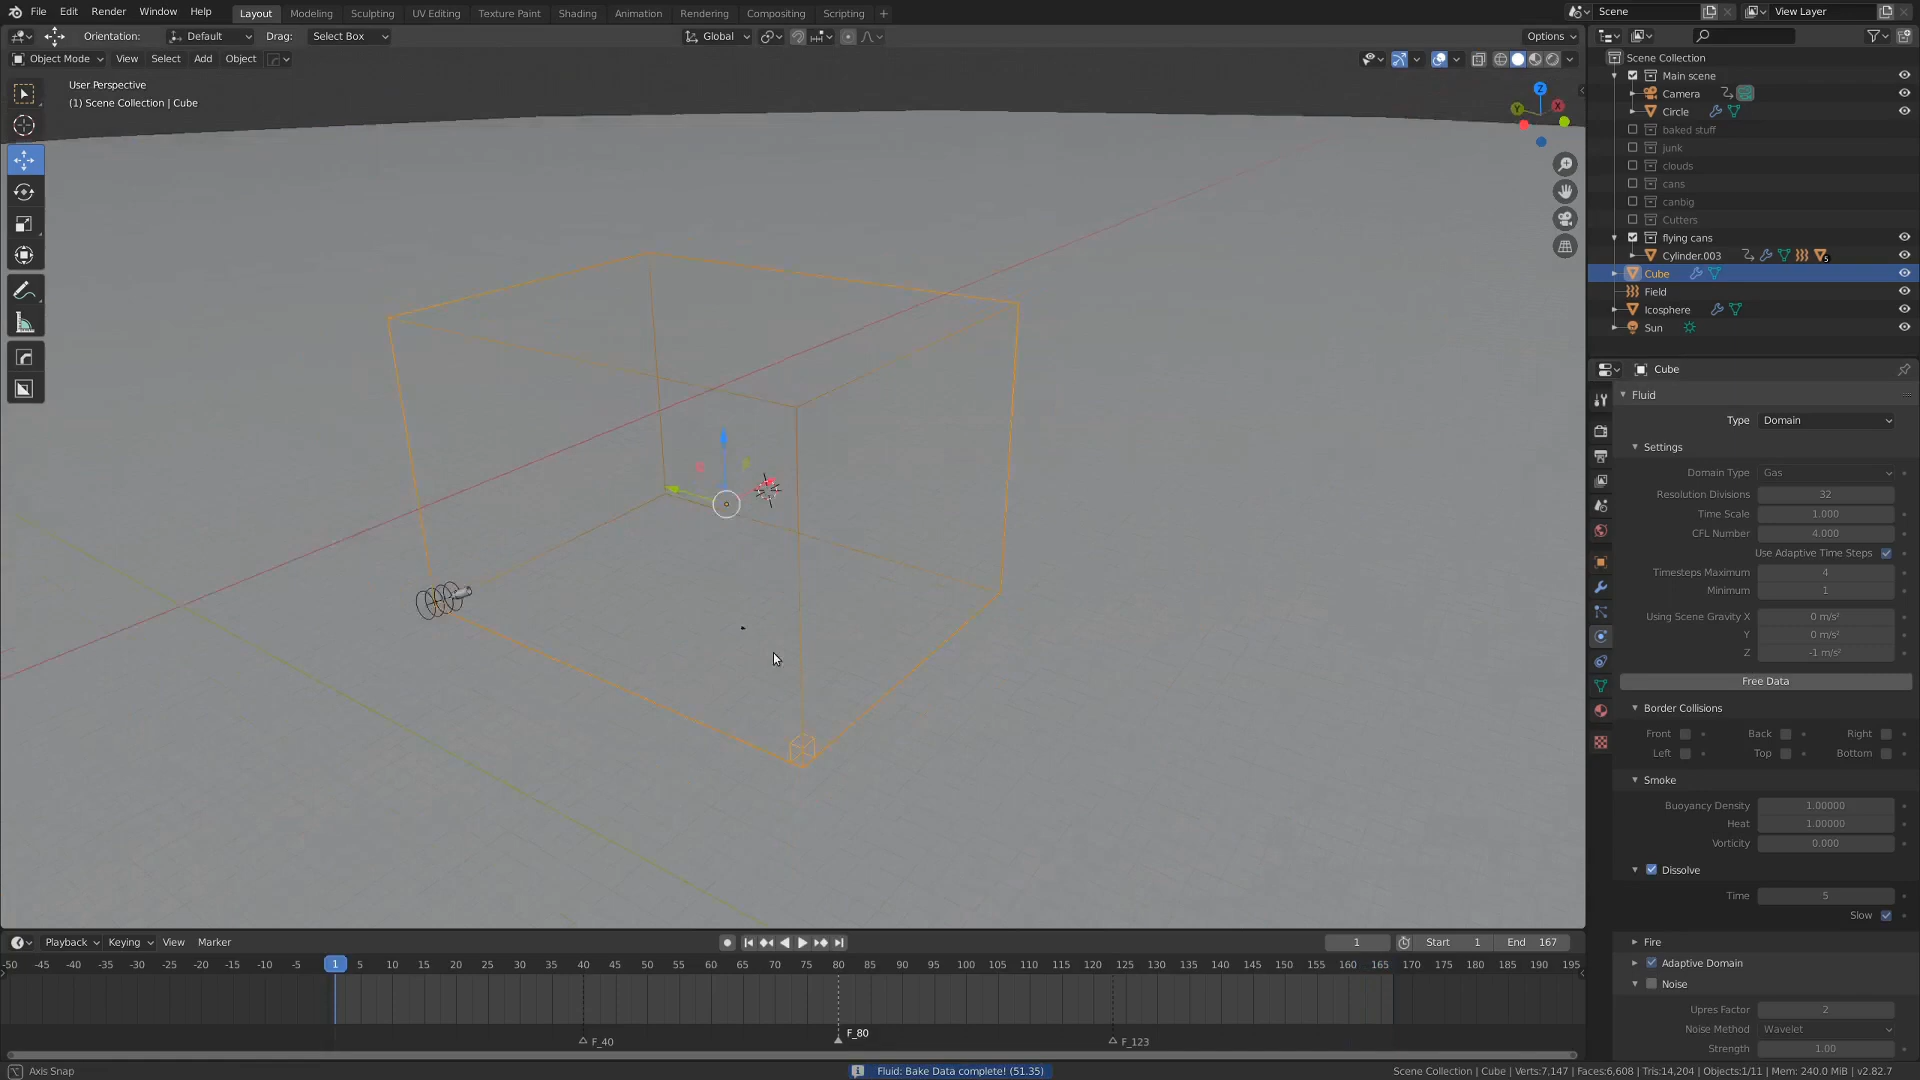 File Edit Render Window Help Layout Modeling Sculpting UV Editing Texture Paint Shading Animation Rendering Compositing Scripting + Scene View Layer
Orientation: Default Drag: Select Box Global Options
Object Mode View Select Add Object
User Perspective
(1) Scene Collection | Cube
Z
Y
X
Scene Collection
Main scene
Camera
Circle
baked stuff
junk
clouds
cans
canbig
Cutters
flying cans
Cylinder.003
5
Cube
Field
Icosphere
Sun
Cube
Fluid
Type Domain
Settings
Domain Type Gas
Resolution Divisions 32
Time Scale 1.000
CFL Number 4.000
Use Adaptive Time Steps
Timesteps Maximum 4
Minimum 1
Using Scene Gravity X 0 m/s²
Y 0 m/s²
Z -1 m/s²
Free Data
Border Collisions
Front Back Right
Left Top Bottom
Smoke
Buoyancy Density 1.00000
Heat 1.00000
Vorticity 0.000
Dissolve
Time 5
Slow
Fire
Adaptive Domain
Noise
Upres Factor 2
Noise Method Wavelet
Strength 1.00
Playback Keying View Marker 1 Start 1 End 167
-50 -45 -40 -35 -30 -25 -20 -15 -10 -5 1 5 10 15 20 25 30 35 40 45 50 55 60 65 70 75 80 85 90 95 100 105 110 115 120 125 130 135 140 145 150 155 160 165 170 175 180 185 190 195
F_40 F_80 F_123
Axis Snap Fluid: Bake Data complete! (51.35) Scene Collection | Cube | Verts:7,147 | Faces:6,608 | Tris:14,204 | Objects:1/11 | Mem: 240.0 MiB | v2.82.7